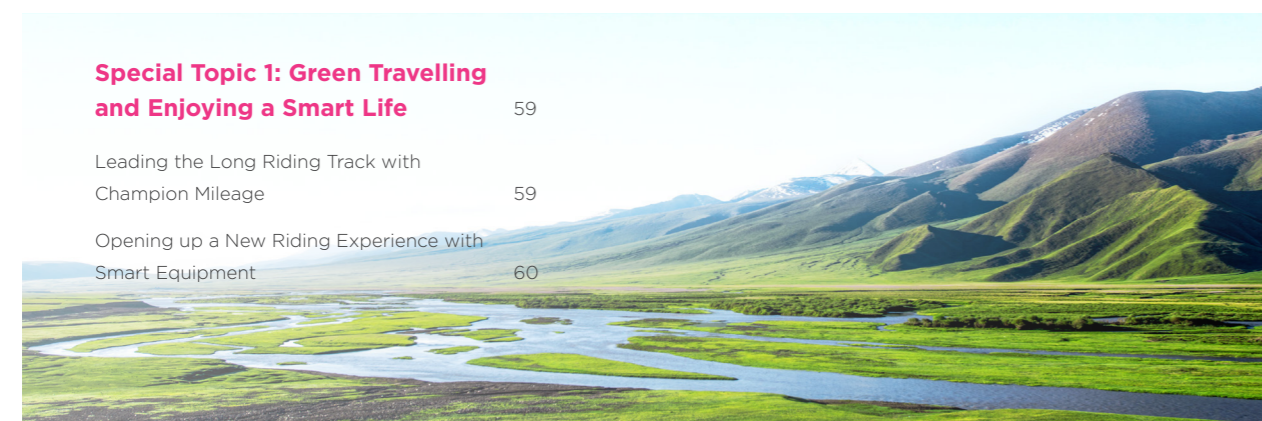 Special Topic 1: Green Travelling
and Enjoying a Smart Life 59
Leading the Long Riding Track with
Champion Mileage 59
Opening up a New Riding Experience with
Smart Equipment 60